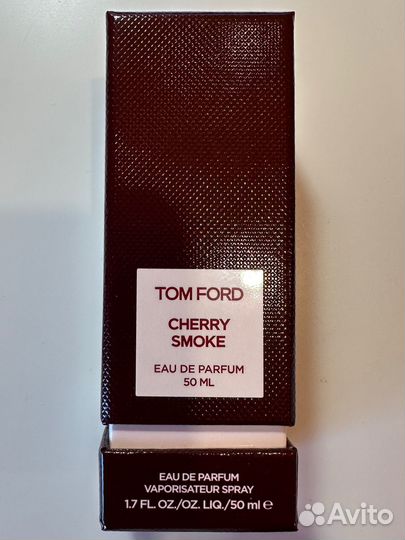 TOM FORD
CHERRY
SMOKE
EAU DE PARFUM
50 ML
EAU DE PARFUM
VAPORISATEUR SPRAY
1.7 FL. OZ./OZ. LIQ./50 ml ℮
Avito